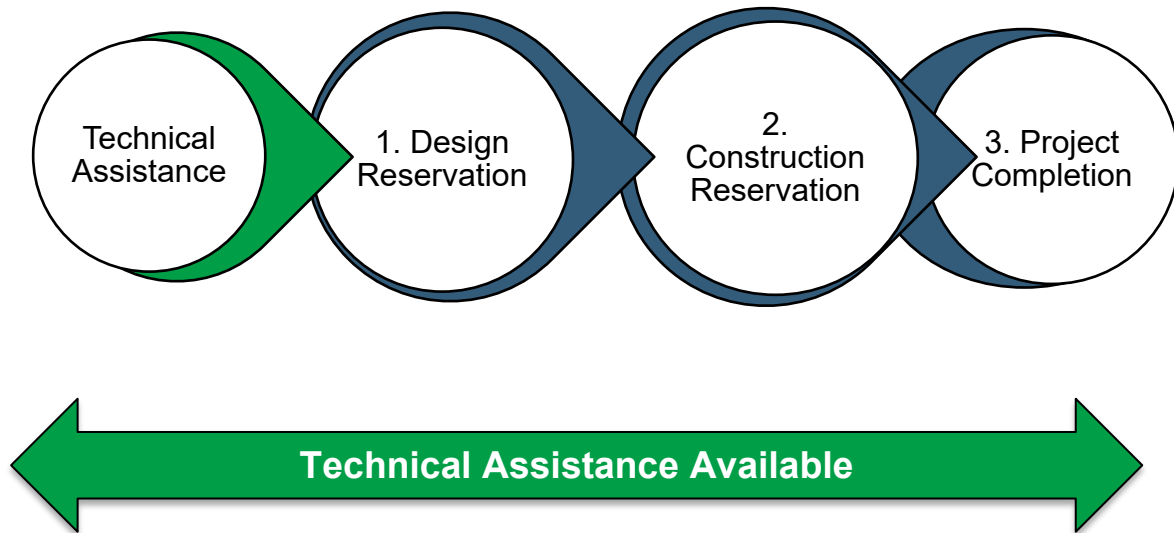 Technical
Assistance
1. Design
Reservation
2.
Construction
Reservation
3. Project
Completion
Technical Assistance Available